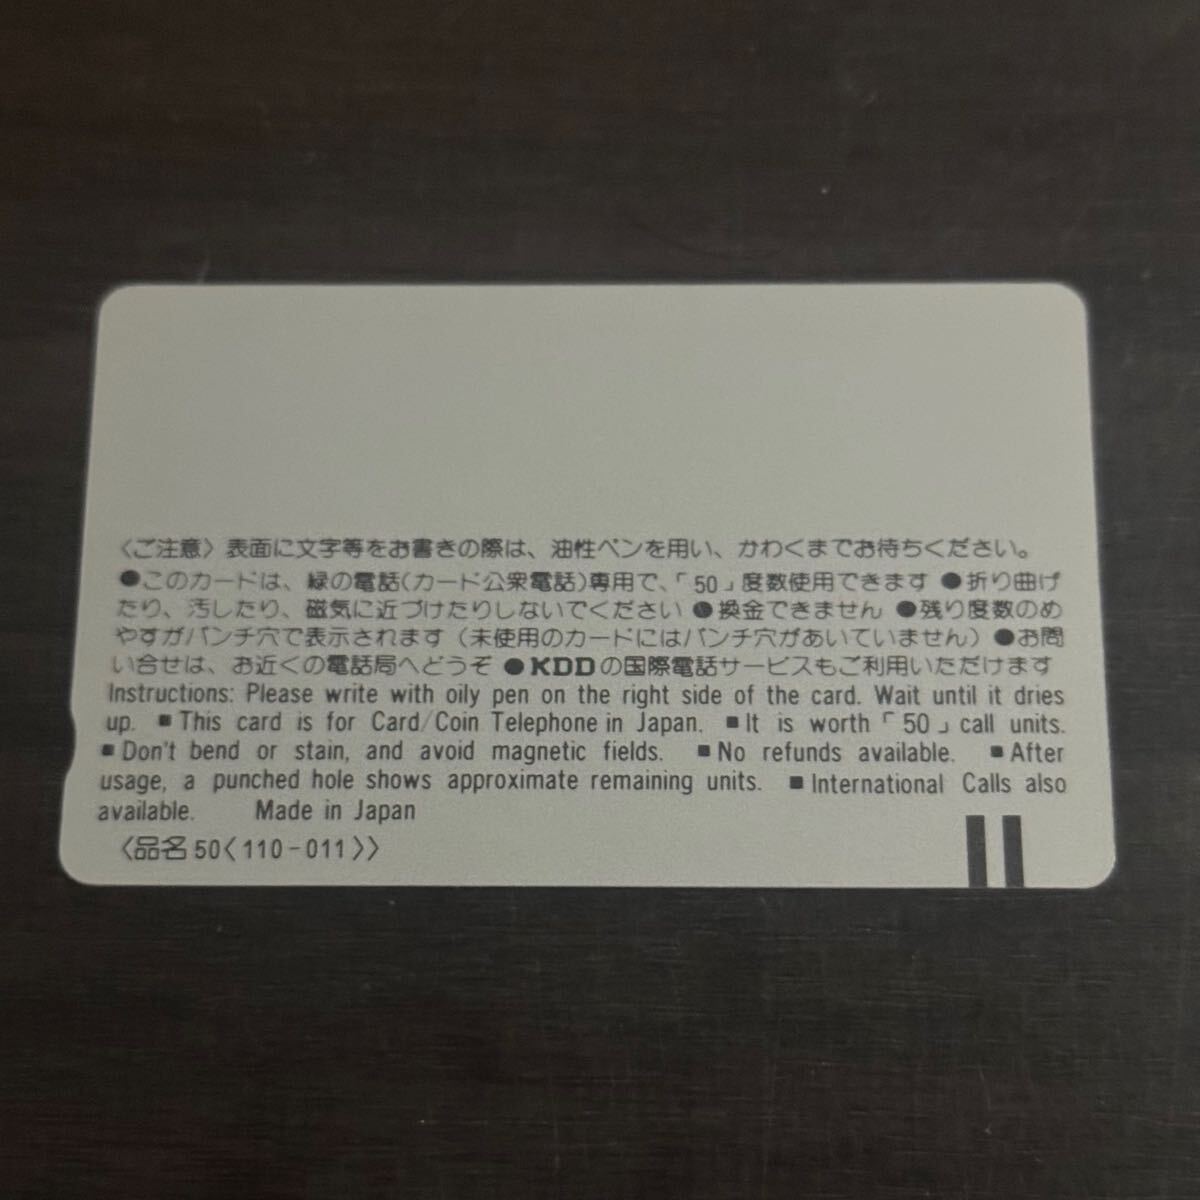 〈ご注意〉表面に文字等をお書きの際は、油性ペンを用い、かわくまでお待ちください。
●このカードは、緑の電話(カード公衆電話)専用で、「50」度数使用できます ●折り曲げ
たり、汚したり、磁気に近づけたりしないでください ●換金できません ●残り度数のめ
やすがパンチ穴で表示されます(未使用のカードにはパンチ穴があいていません) ●お問
い合せは、お近くの電話局へどうぞ ●KDDの国際電話サービスもご利用いただけます
Instructions: Please write with oily pen on the right side of the card. Wait until it dries
up. ■This card is for Card/Coin Telephone in Japan. ■It is worth「50」call units.
■Don't bend or stain, and avoid magnetic fields. ■No refunds available. ■After
usage, a punched hole shows approximate remaining units. ■International Calls also
available. Made in Japan
〈品名50〈110-011〉〉